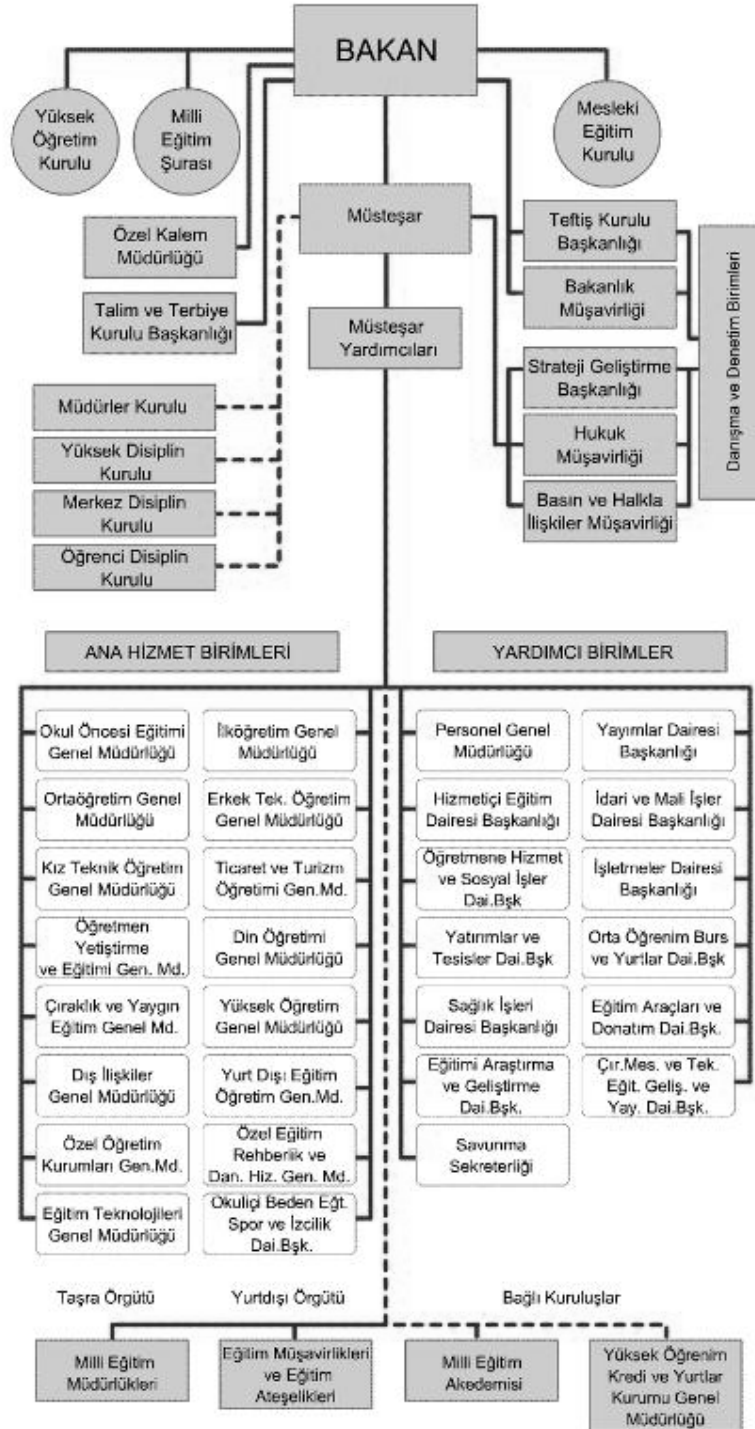 BAKAN
Yüksek
Öğretim
Kurulu
Milli
Eğitim
Şurası
Mesleki
Eğitim
Kurulu
Müsteşar
Özel Kalem
Müdürlüğü
Talim ve Terbiye
Kurulu Başkanlığı
Müsteşar
Yardımcıları
Teftiş Kurulu
Başkanlığı
Bakanlık
Müşavirliği
Strateji Geliştirme
Başkanlığı
Hukuk
Müşavirliği
Basın ve Halkla
İlişkiler Müşavirliği
Danışma ve Denetim Birimleri
Müdürler Kurulu
Yüksek Disiplin
Kurulu
Merkez Disiplin
Kurulu
Öğrenci Disiplin
Kurulu
ANA HİZMET BİRİMLERİ
YARDIMCI BİRİMLER
Okul Öncesi Eğitimi
Genel Müdürlüğü
İlköğretim Genel
Müdürlüğü
Personel Genel
Müdürlüğü
Yayımlar Dairesi
Başkanlığı
Ortaöğretim Genel
Müdürlüğü
Erkek Tek. Öğretim
Genel Müdürlüğü
Hizmetiçi Eğitim
Dairesi Başkanlığı
İdari ve Mali İşler
Dairesi Başkanlığı
Kız Teknik Öğretim
Genel Müdürlüğü
Ticaret ve Turizm
Öğretimi Gen.Md.
Öğretmene Hizmet
ve Sosyal İşler
Dai.Bşk
İşletmeler Dairesi
Başkanlığı
Öğretmen
Yetiştirme
ve Eğitimi Gen. Md.
Din Öğretimi
Genel Müdürlüğü
Yatırımlar ve
Tesisler Dai.Bşk
Orta Öğrenim Burs
ve Yurtlar Dai.Bşk
Çıraklık ve Yaygın
Eğitim Genel Md.
Yüksek Öğretim
Genel Müdürlüğü
Sağlık İşleri
Dairesi Başkanlığı
Eğitim Araçları ve
Donatım Dai.Bşk.
Dış İlişkiler
Genel Müdürlüğü
Yurt Dışı Eğitim
Öğretim Gen.Md.
Eğitimi Araştırma
ve Geliştirme
Dai.Bşk.
Çır.Mes. ve Tek.
Eğit. Geliş. ve
Yay. Dai.Bşk.
Özel Öğretim
Kurumları Gen.Md.
Özel Eğitim
Rehberlik ve
Dan. Hiz. Gen. Md.
Savunma
Sekreterliği
Eğitim Teknolojileri
Genel Müdürlüğü
Okuliçi Beden Eğt.
Spor ve İzcilik
Dai.Bşk.
Taşra Örgütü
Yurtdışı Örgütü
Bağlı Kuruluşlar
Milli Eğitim
Müdürlükleri
Eğitim Müşavirlikleri
ve Eğitim
Ateşelikleri
Milli Eğitim
Akedemisi
Yüksek Öğrenim
Kredi ve Yurtlar
Kurumu Genel
Müdürlüğü